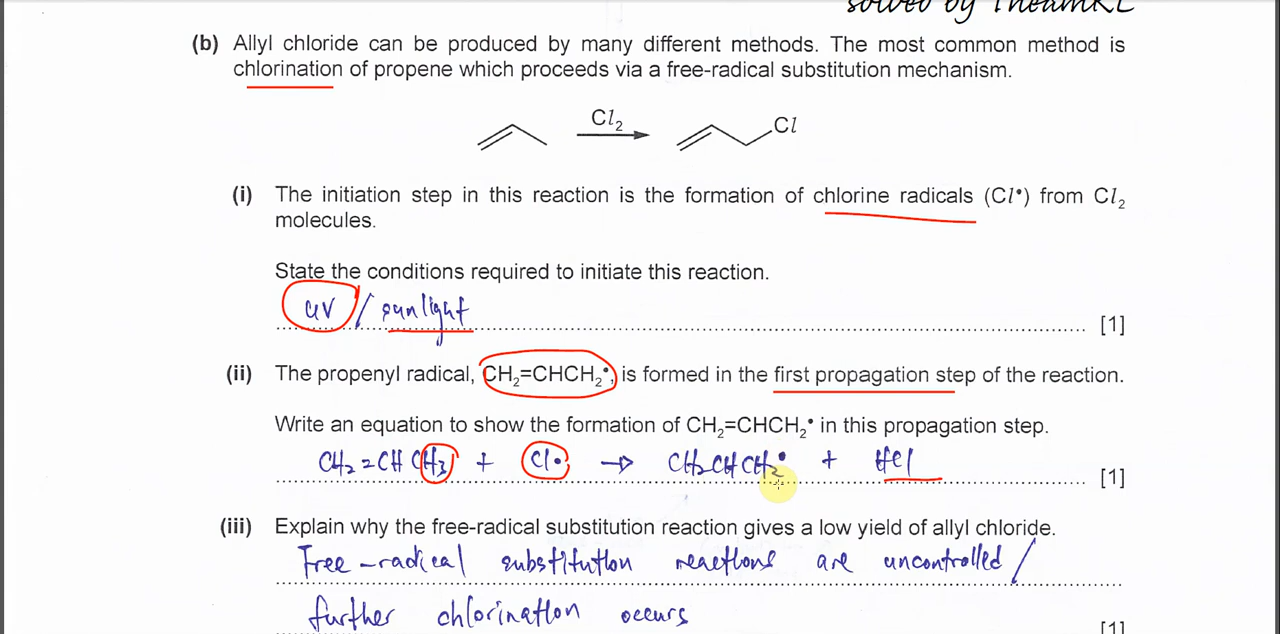 solved by TheamKL
(b) Allyl chloride can be produced by many different methods. The most common method is
chlorination of propene which proceeds via a free-radical substitution mechanism.
Cl2
Cl
(i) The initiation step in this reaction is the formation of chlorine radicals (Cl•) from Cl2
molecules.
State the conditions required to initiate this reaction.
UV / sunlight
[1]
(ii) The propenyl radical, CH2=CHCH2•, is formed in the first propagation step of the reaction.
Write an equation to show the formation of CH2=CHCH2• in this propagation step.
CH2=CHCH3 + Cl• → CH2CHCH2• + HCl
[1]
(iii) Explain why the free-radical substitution reaction gives a low yield of allyl chloride.
Free-radical substitution reactions are uncontrolled /
further chlorination occurs
[1]